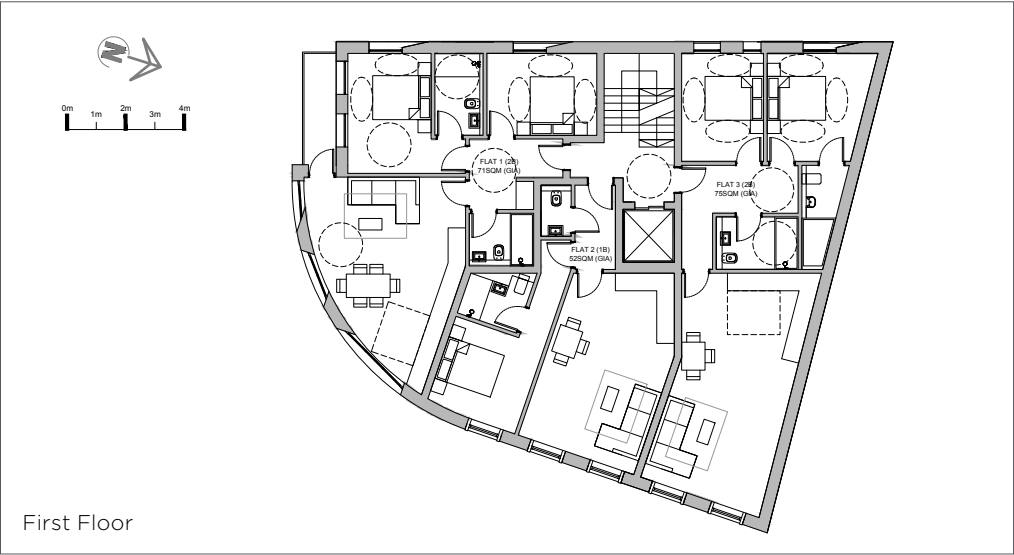 N
0m 2m 4m
1m 3m
FLAT 1 (2B)
71SQM (GIA)
FLAT 3 (2B)
75SQM (GIA)
FLAT 2 (1B)
52SQM (GIA)
First Floor